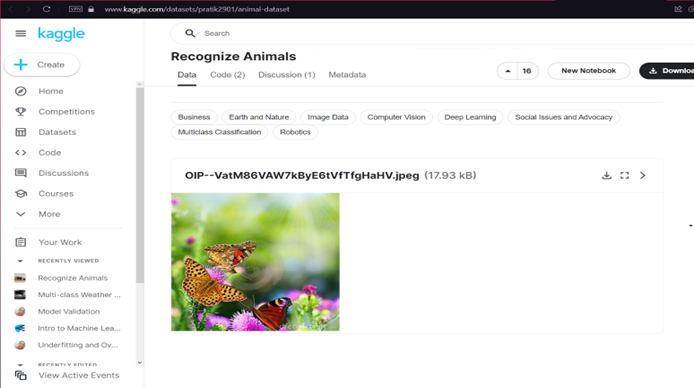 VPN
www.kaggle.com/datasets/pratik2901/animal-dataset
kaggle
Search
Create
Recognize Animals
Data Code (2) Discussion (1) Metadata
16
New Notebook
Downloa
Home
Competitions
Datasets
Code
Discussions
Courses
More
Your Work
RECENTLY VIEWED
Recognize Animals
Multi-class Weather ...
Model Validation
Intro to Machine Lea...
Underfitting and Ov...
RECENTLY EDITED
View Active Events
Business Earth and Nature Image Data Computer Vision Deep Learning Social Issues and Advocacy
Multiclass Classification Robotics
OIP--VatM86VAW7kByE6tVfTfgHaHV.jpeg (17.93 kB)